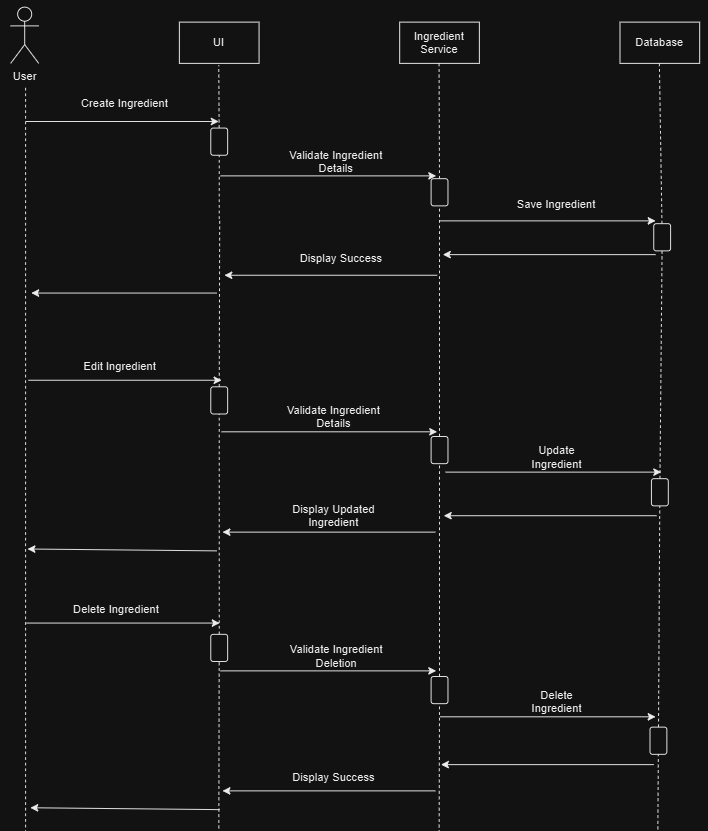 User
UI
Ingredient
Service
Database
Create Ingredient
Validate Ingredient
Details
Save Ingredient
Display Success
Edit Ingredient
Validate Ingredient
Details
Update
Ingredient
Display Updated
Ingredient
Delete Ingredient
Validate Ingredient
Deletion
Delete
Ingredient
Display Success